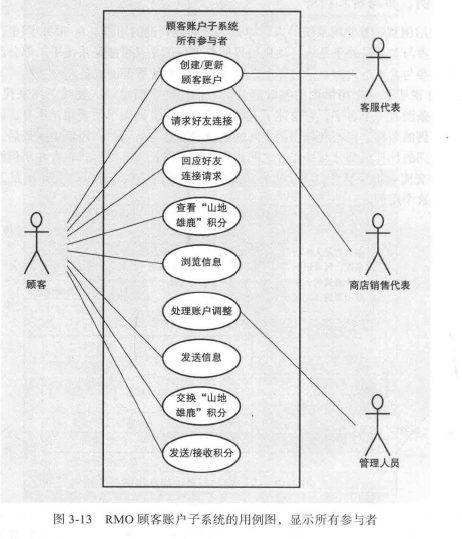 顾客账户子系统
所有参与者
创建/更新
顾客账户
请求好友连接
回应好友
连接请求
查看“山地
雄鹿”积分
浏览信息
处理账户调整
发送信息
交换“山地
雄鹿”积分
发送/接收积分
顾客
客服代表
商店销售代表
管理人员
图 3-13 RMO 顾客账户子系统的用例图，显示所有参与者